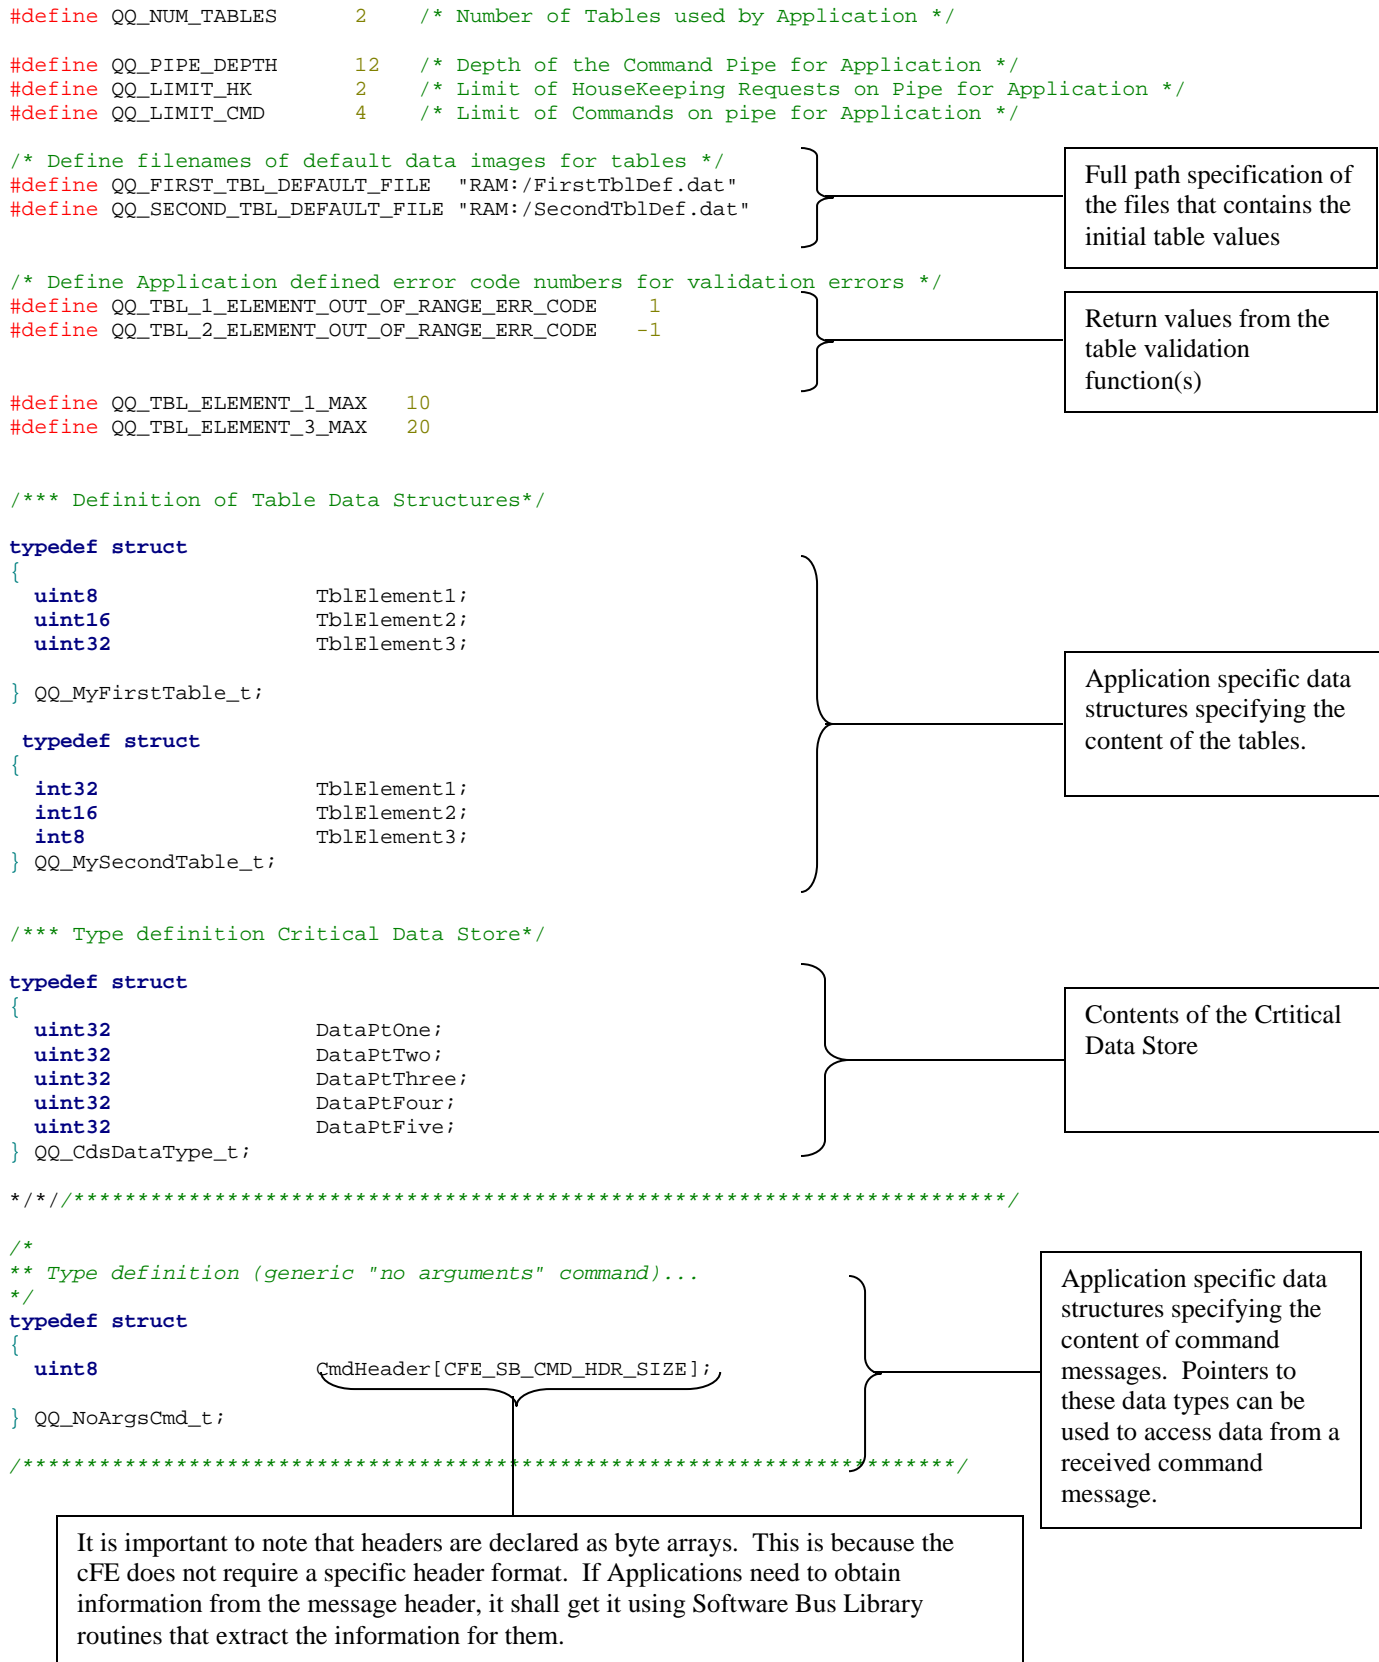 #define QQ_NUM_TABLES 2 /* Number of Tables used by Application */
#define QQ_PIPE_DEPTH 12 /* Depth of the Command Pipe for Application */
#define QQ_LIMIT_HK 2 /* Limit of HouseKeeping Requests on Pipe for Application */
#define QQ_LIMIT_CMD 4 /* Limit of Commands on pipe for Application */
/* Define filenames of default data images for tables */
#define QQ_FIRST_TBL_DEFAULT_FILE "RAM:/FirstTblDef.dat"
#define QQ_SECOND_TBL_DEFAULT_FILE "RAM:/SecondTblDef.dat"
Full path specification of
the files that contains the
initial table values
/* Define Application defined error code numbers for validation errors */
#define QQ_TBL_1_ELEMENT_OUT_OF_RANGE_ERR_CODE 1
#define QQ_TBL_2_ELEMENT_OUT_OF_RANGE_ERR_CODE -1
Return values from the
table validation
function(s)
#define QQ_TBL_ELEMENT_1_MAX 10
#define QQ_TBL_ELEMENT_3_MAX 20
/*** Definition of Table Data Structures*/
typedef struct
{
uint8 TblElement1;
uint16 TblElement2;
uint32 TblElement3;
} QQ_MyFirstTable_t;
typedef struct
{
int32 TblElement1;
int16 TblElement2;
int8 TblElement3;
} QQ_MySecondTable_t;
Application specific data
structures specifying the
content of the tables.
/*** Type definition Critical Data Store*/
typedef struct
{
uint32 DataPtOne;
uint32 DataPtTwo;
uint32 DataPtThree;
uint32 DataPtFour;
uint32 DataPtFive;
} QQ_CdsDataType_t;
Contents of the Crtitical
Data Store
*/*//*************************************************************************/
/*
** Type definition (generic "no arguments" command)...
*/
typedef struct
{
uint8 CmdHeader[CFE_SB_CMD_HDR_SIZE];
} QQ_NoArgsCmd_t;
/*************************************************************************/
Application specific data
structures specifying the
content of command
messages. Pointers to
these data types can be
used to access data from a
received command
message.
It is important to note that headers are declared as byte arrays. This is because the
cFE does not require a specific header format. If Applications need to obtain
information from the message header, it shall get it using Software Bus Library
routines that extract the information for them.